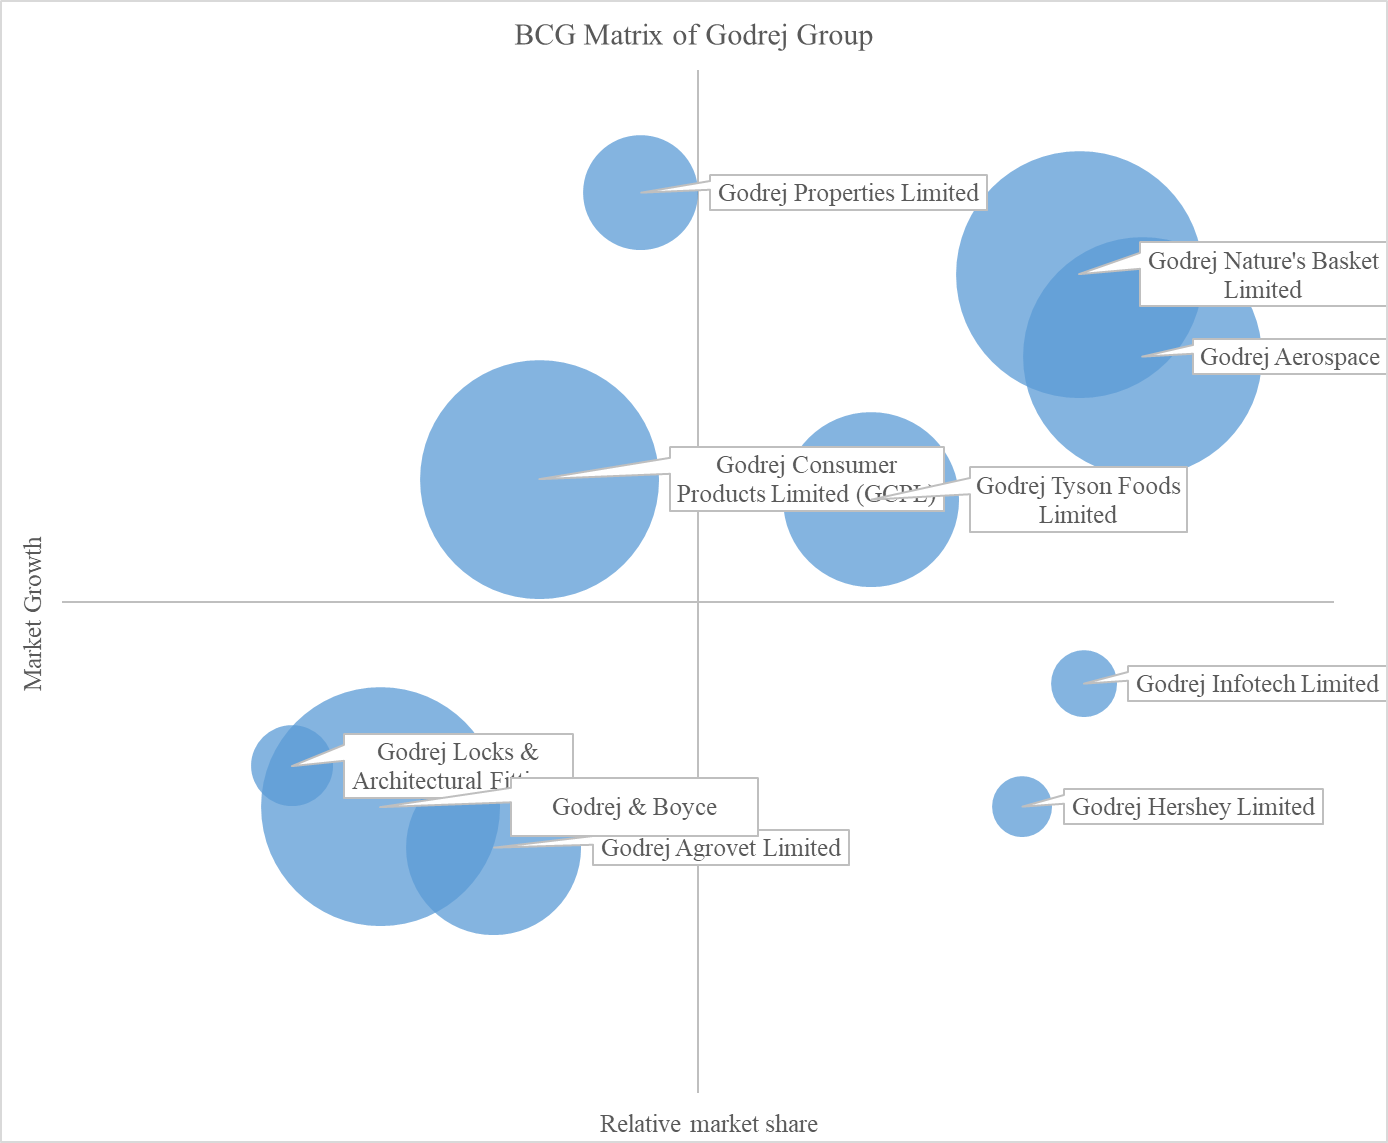 BCG Matrix of Godrej Group
Godrej Properties Limited
Godrej Nature's Basket
Limited
Godrej Aerospace
Godrej Consumer
Products Limited (GCPL)
Godrej Tyson Foods
Limited
Market Growth
Godrej Infotech Limited
Godrej Locks &
Architectural
Godrej & Boyce
Godrej Hershey Limited
Godrej Agrovet Limited
Relative market share